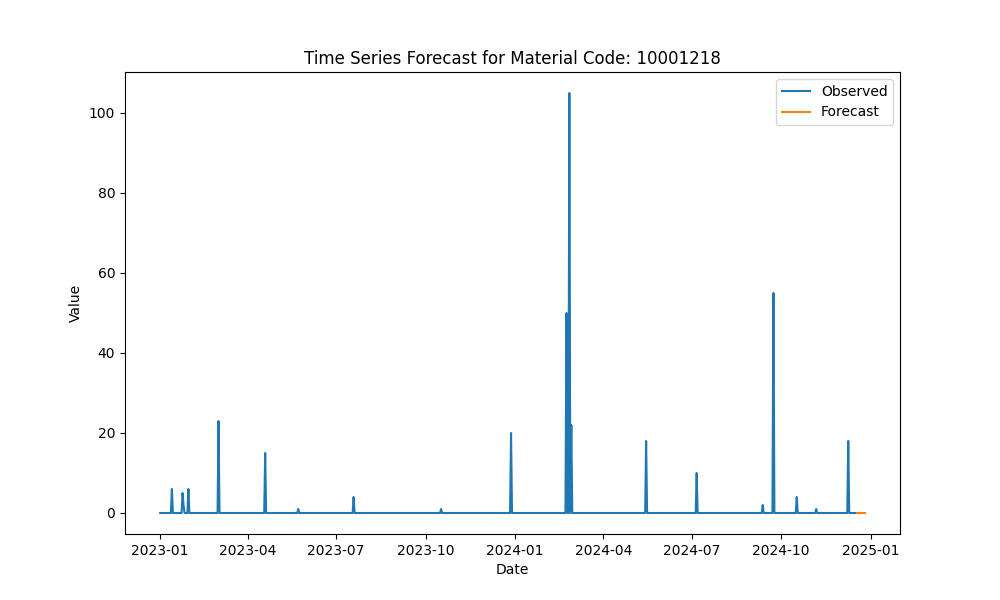 Time Series Forecast for Material Code: 10001218
Observed
Forecast
Value
100
80
60
40
20
0
2023-01 2023-04 2023-07 2023-10 2024-01 2024-04 2024-07 2024-10 2025-01
Date